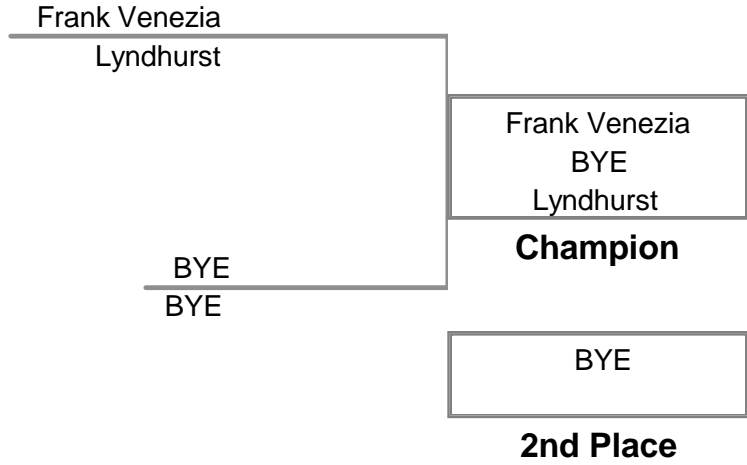 Frank Venezia
Lyndhurst
Frank Venezia
BYE
Lyndhurst
Champion
BYE
BYE
BYE
2nd Place